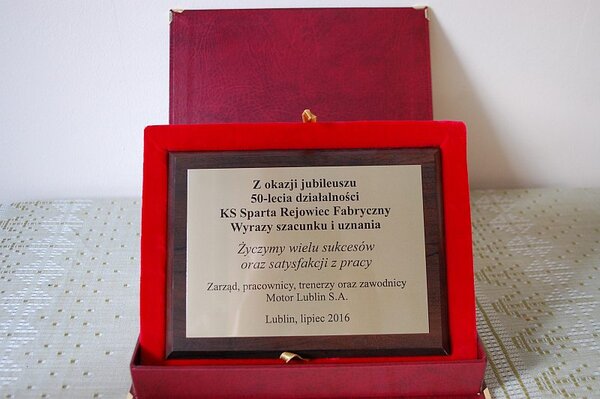 Z okazji jubileuszu
50-lecia działalności
KS Sparta Rejowiec Fabryczny
Wyrazy szacunku i uznania
Życzymy wielu sukcesów
oraz satysfakcji z pracy
Zarząd, pracownicy, trenerzy oraz zawodnicy
Motor Lublin S.A.
Lublin, lipiec 2016